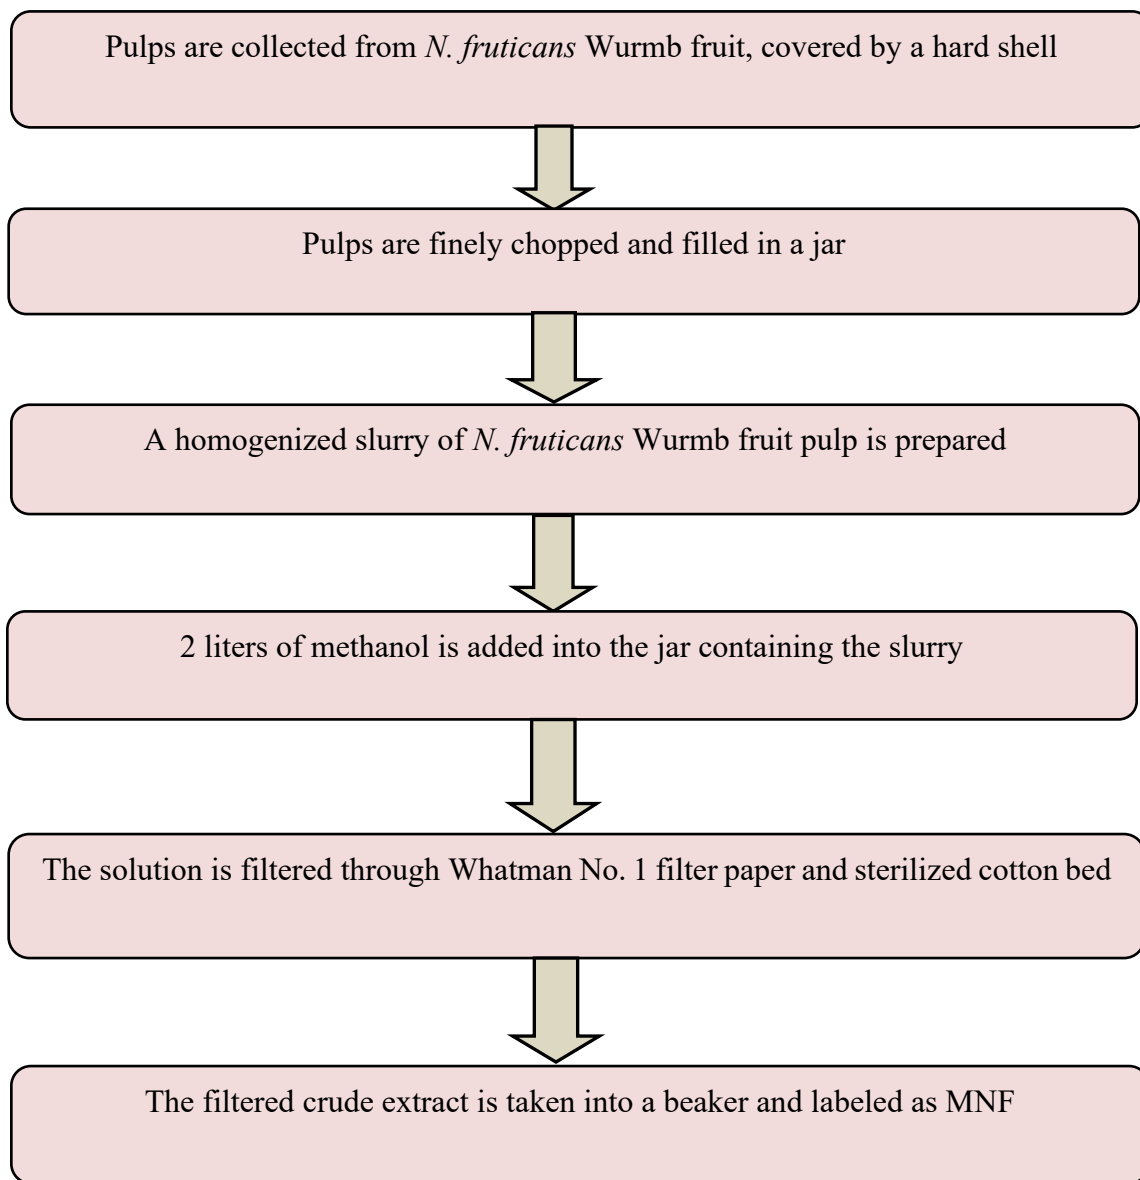 Pulps are collected from N. fruticans Wurmb fruit, covered by a hard shell
Pulps are finely chopped and filled in a jar
A homogenized slurry of N. fruticans Wurmb fruit pulp is prepared
2 liters of methanol is added into the jar containing the slurry
The solution is filtered through Whatman No. 1 filter paper and sterilized cotton bed
The filtered crude extract is taken into a beaker and labeled as MNF